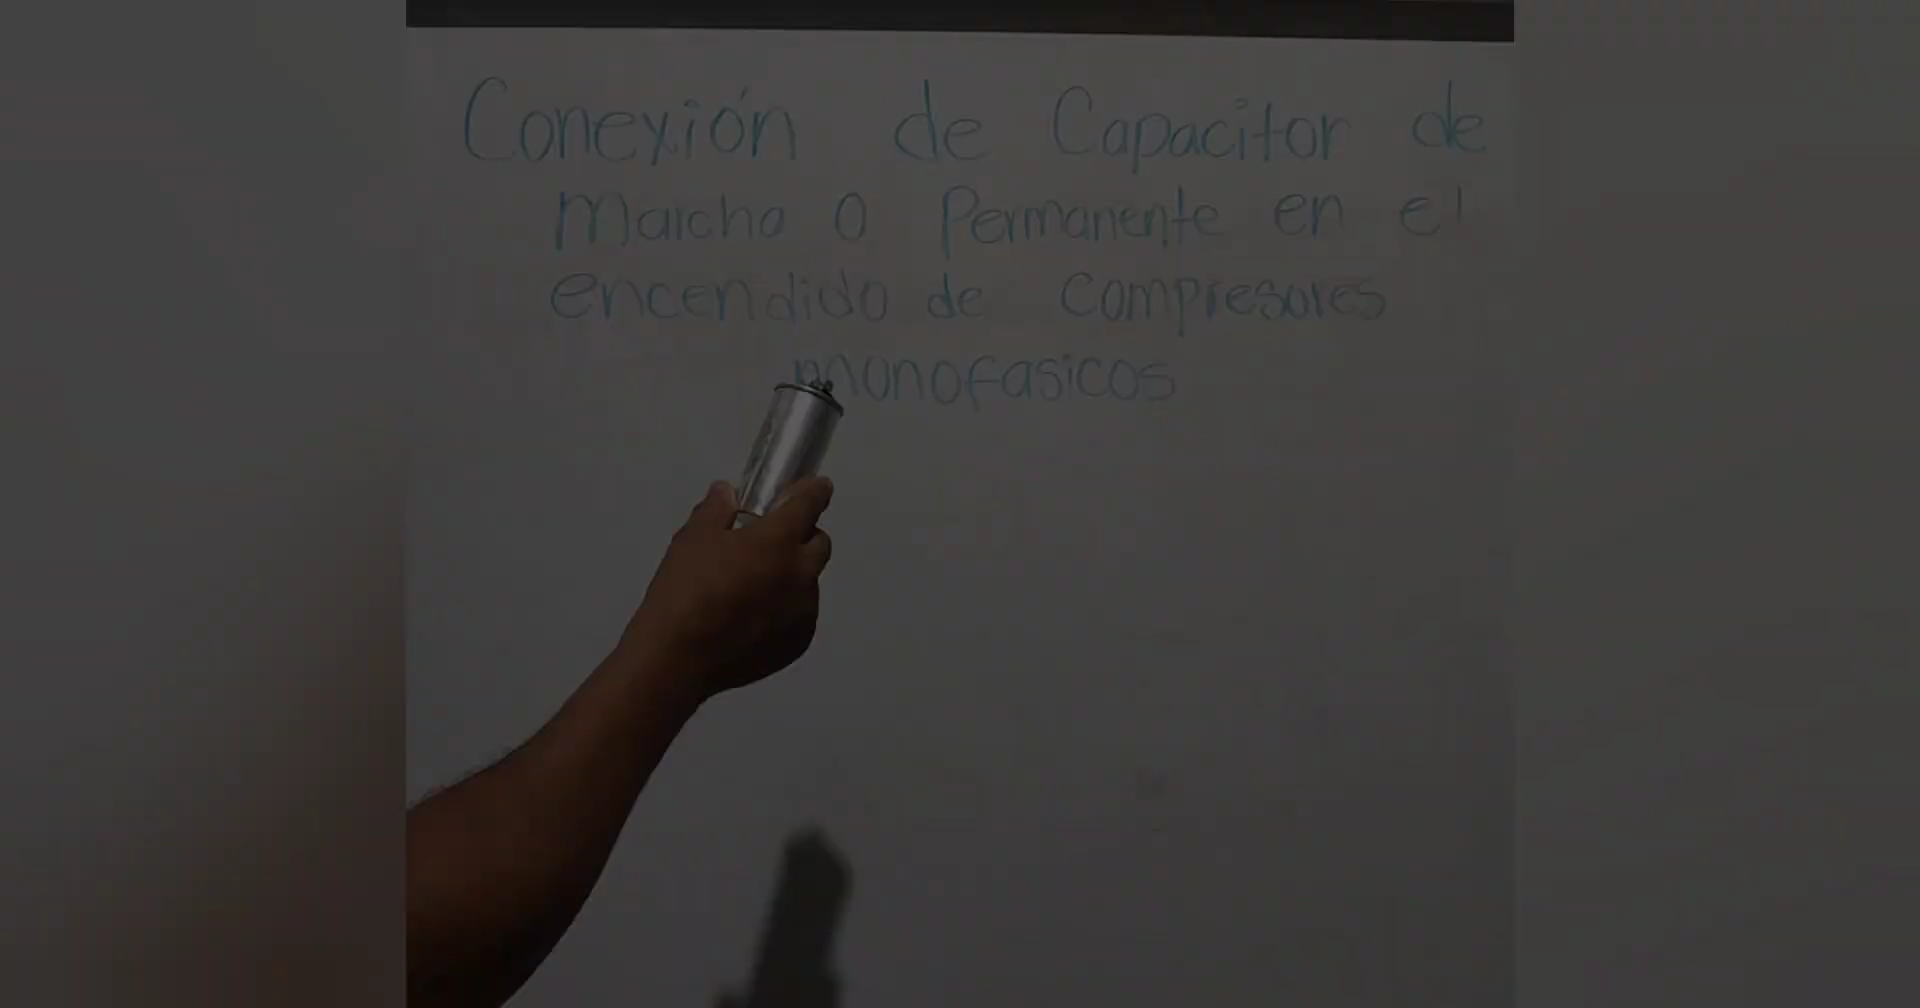 Conexión de Capacitor de
Marcha o Permanente en el
encendido de compresores
monofasicos